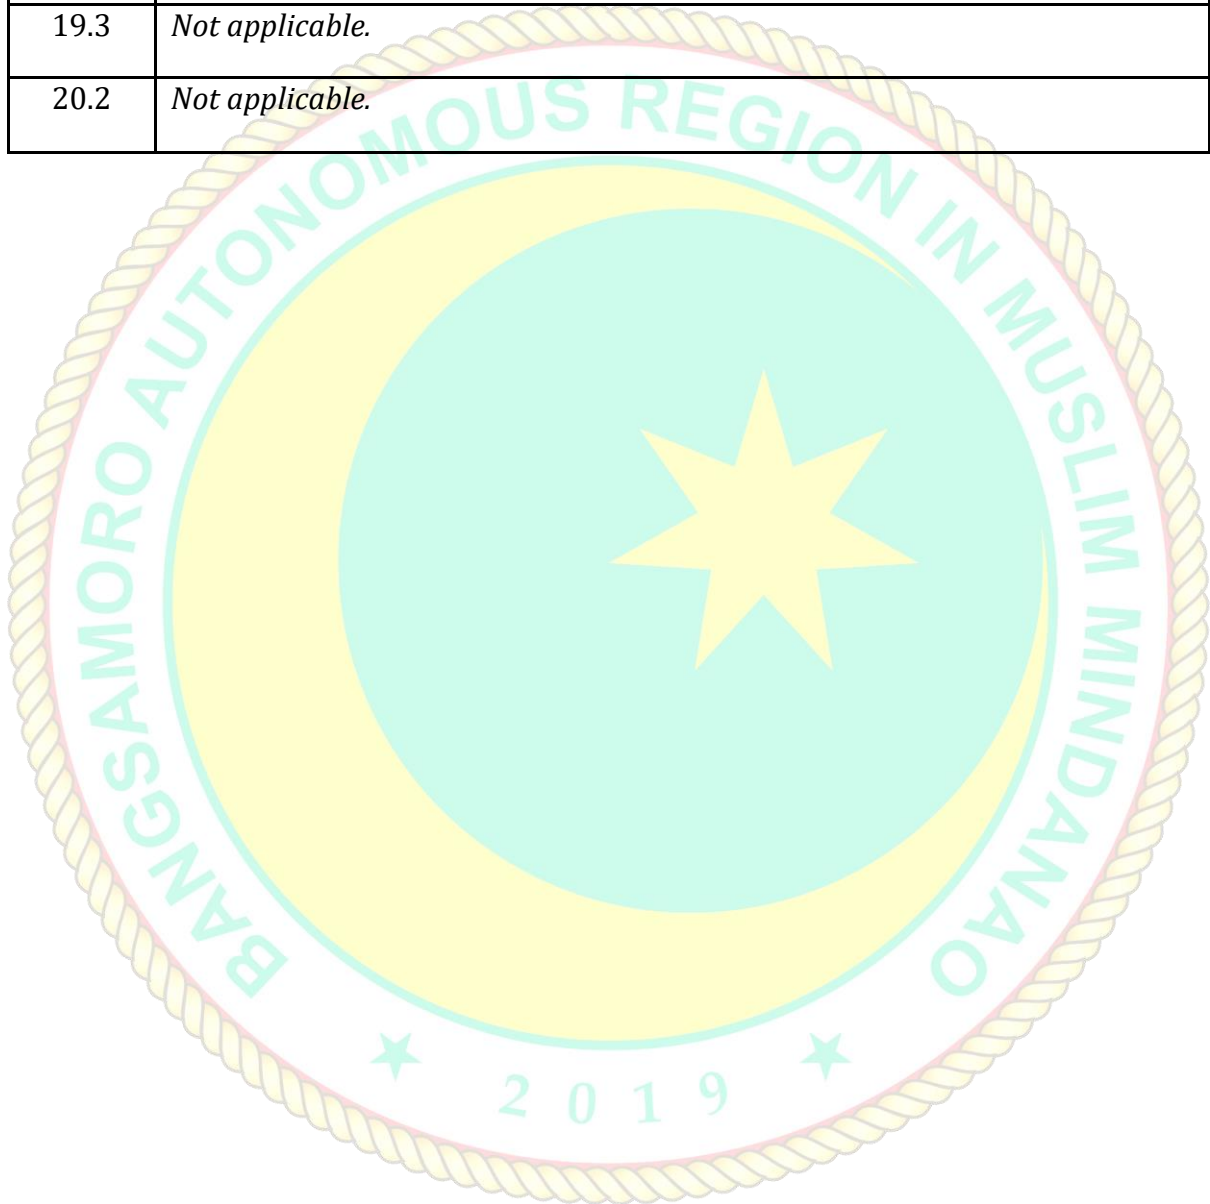 19.3 Not applicable.
20.2 Not applicable.
BANGSAMORO AUTONOMOUS REGION IN MUSLIM MINDANAO
2019